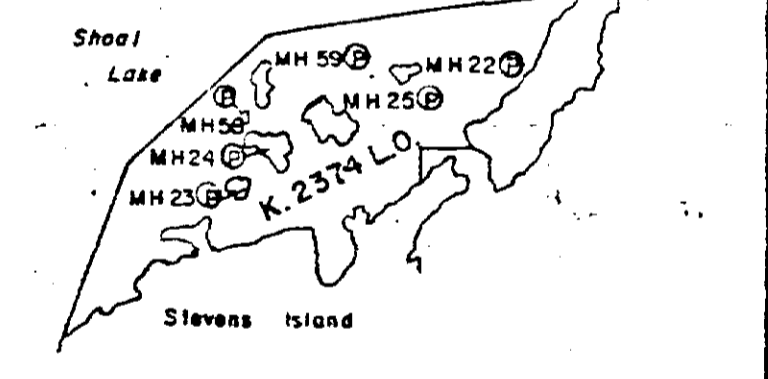 Shoal
Lake
MH 59 Ⓟ
MH 22 Ⓟ
Ⓟ
MH 25 Ⓟ
MH 58
MH 24 Ⓟ
K. 2374 LO.
MH 23 Ⓟ
Stevens Island